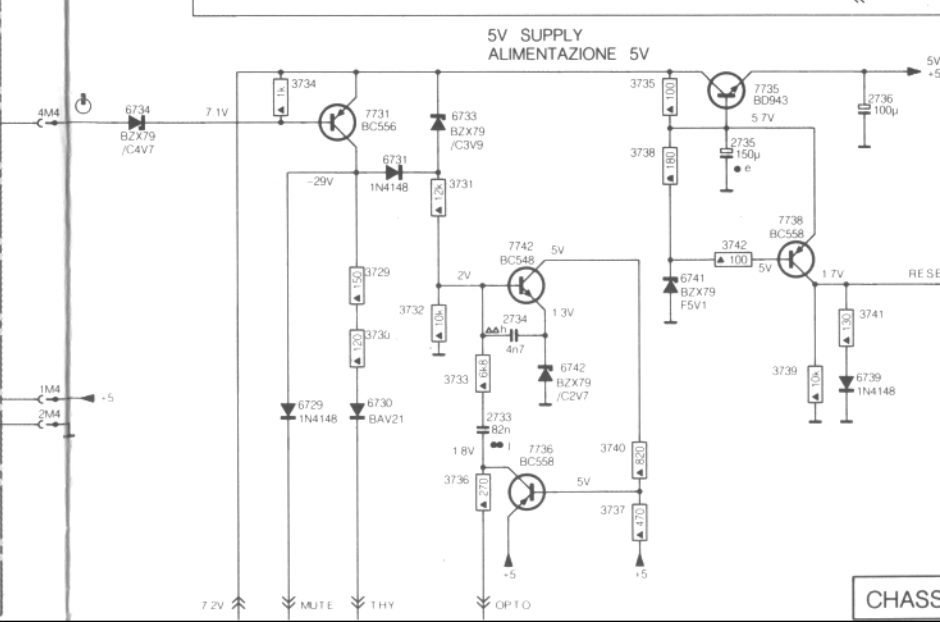 5V SUPPLY
ALIMENTAZIONE 5V
5V
+5
3734
1k
7731
BC556
6733
BZX79
/C3V9
3735
100
7735
BD943
2736
100µ
4M4
6734
BZX79
/C4V7
7.1V
5.7V
2735
150µ
e
3738
180
6731
1N4148
-29V
3731
12k
7738
BC558
3742
100
5V
1.7V
RESE
7742
BC548
5V
2V
1.3V
6741
BZX79
F5V1
3729
150
3730
120
3732
10k
2734
h
4n7
3741
130
3733
6k8
6742
BZX79
/C2V7
3739
10k
6739
1N4148
1M4
+5
2M4
6729
1N4148
6730
BAV21
2733
82n
1.8V
7736
BC558
3740
820
3736
270
5V
3737
470
+5
+5
7.2V
MUTE
THY
OPTO
CHASS